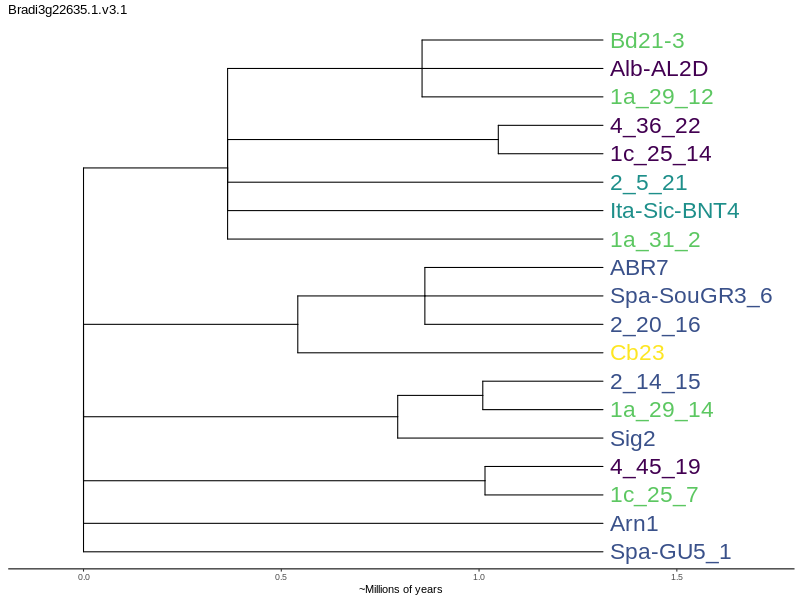 Bradi3g22635.1.v3.1
Bd21-3
Alb-AL2D
1a_29_12
4_36_22
1c_25_14
2_5_21
Ita-Sic-BNT4
1a_31_2
ABR7
Spa-SouGR3_6
2_20_16
Cb23
2_14_15
1a_29_14
Sig2
4_45_19
1c_25_7
Arn1
Spa-GU5_1
0.0 0.5 1.0 1.5
~Millions of years